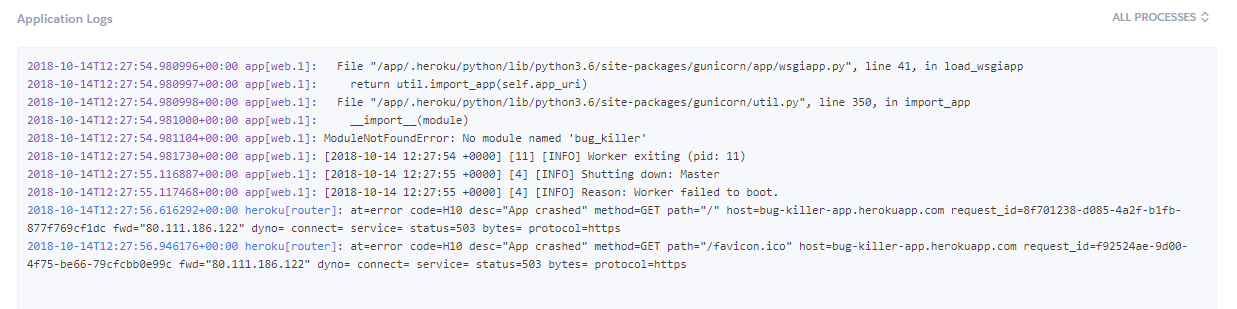 Application Logs
ALL PROCESSES
2018-10-14T12:27:54.980996+00:00 app[web.1]:   File "/app/.heroku/python/lib/python3.6/site-packages/gunicorn/app/wsgiapp.py", line 41, in load_wsgiapp
2018-10-14T12:27:54.980997+00:00 app[web.1]:     return util.import_app(self.app_uri)
2018-10-14T12:27:54.980998+00:00 app[web.1]:   File "/app/.heroku/python/lib/python3.6/site-packages/gunicorn/util.py", line 350, in import_app
2018-10-14T12:27:54.981000+00:00 app[web.1]:     __import__(module)
2018-10-14T12:27:54.981104+00:00 app[web.1]: ModuleNotFoundError: No module named 'bug_killer'
2018-10-14T12:27:54.981730+00:00 app[web.1]: [2018-10-14 12:27:54 +0000] [11] [INFO] Worker exiting (pid: 11)
2018-10-14T12:27:55.116887+00:00 app[web.1]: [2018-10-14 12:27:55 +0000] [4] [INFO] Shutting down: Master
2018-10-14T12:27:55.117468+00:00 app[web.1]: [2018-10-14 12:27:55 +0000] [4] [INFO] Reason: Worker failed to boot.
2018-10-14T12:27:56.616292+00:00 heroku[router]: at=error code=H10 desc="App crashed" method=GET path="/" host=bug-killer-app.herokuapp.com request_id=8f701238-d085-4a2f-b1fb-
877f769cf1dc fwd="80.111.186.122" dyno= connect= service= status=503 bytes= protocol=https
2018-10-14T12:27:56.946176+00:00 heroku[router]: at=error code=H10 desc="App crashed" method=GET path="/favicon.ico" host=bug-killer-app.herokuapp.com request_id=f92524ae-9d00-
4f75-be66-79cfcbb0e99c fwd="80.111.186.122" dyno= connect= service= status=503 bytes= protocol=https